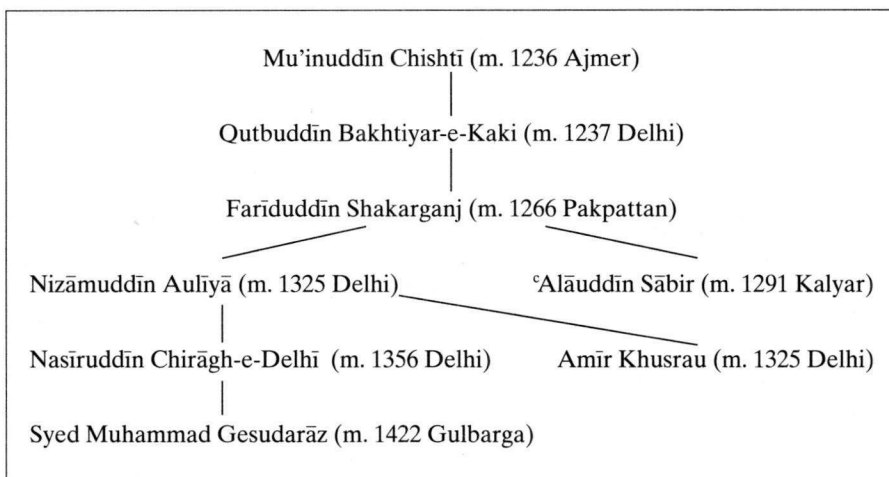 Mu’inuddīn Chishtī (m. 1236 Ajmer)
Qutbuddīn Bakhtiyar-e-Kaki (m. 1237 Delhi)
Farīduddīn Shakarganj (m. 1266 Pakpattan)
Nizāmuddīn Aulīyā (m. 1325 Delhi) ᶜAlāuddīn Sābir (m. 1291 Kalyar)
Nasīruddīn Chirāgh-e-Delhī (m. 1356 Delhi) Amīr Khusrau (m. 1325 Delhi)
Syed Muhammad Gesudarāz (m. 1422 Gulbarga)